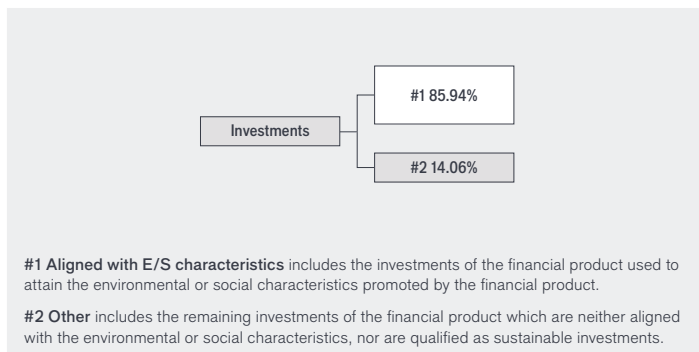 #1 85.94%
Investments
#2 14.06%
#1 Aligned with E/S characteristics includes the investments of the financial product used to
attain the environmental or social characteristics promoted by the financial product.
#2 Other includes the remaining investments of the financial product which are neither aligned
with the environmental or social characteristics, nor are qualified as sustainable investments.